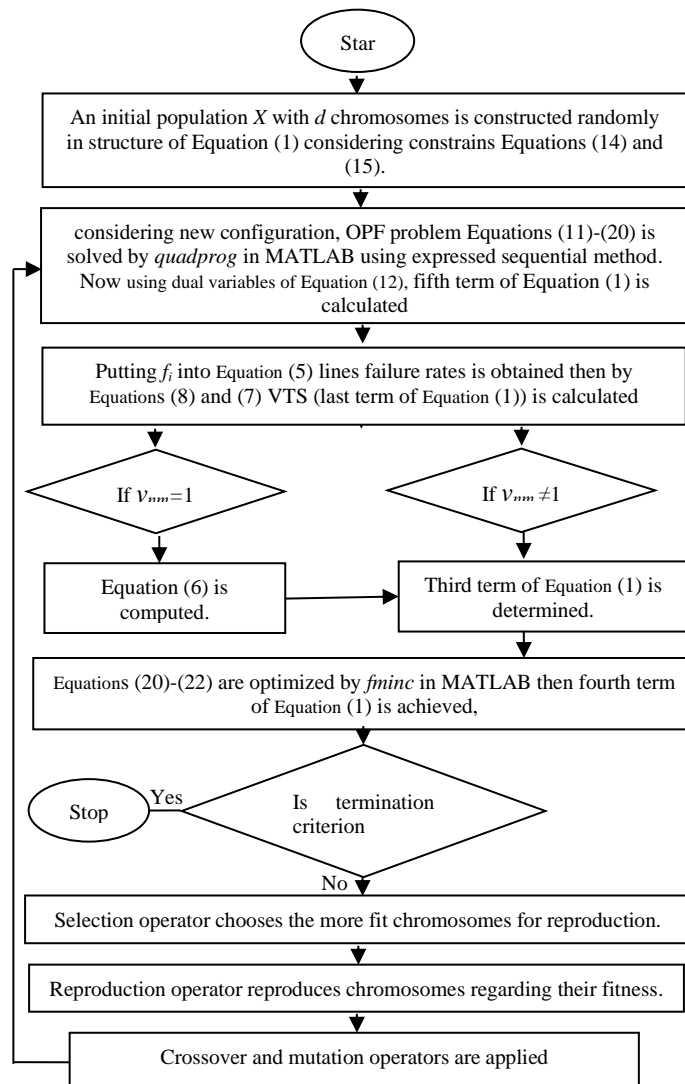 Star
An initial population X with d chromosomes is constructed randomly
in structure of Equation (1) considering constrains Equations (14) and
(15).
considering new configuration, OPF problem Equations (11)-(20) is
solved by quadprog in MATLAB using expressed sequential method.
Now using dual variables of Equation (12), fifth term of Equation (1) is
calculated
Putting fi into Equation (5) lines failure rates is obtained then by
Equations (8) and (7) VTS (last term of Equation (1)) is calculated
If vnm=1
If vnm ≠1
Equation (6) is
computed.
Third term of Equation (1) is
determined.
Equations (20)-(22) are optimized by fminc in MATLAB then fourth term
of Equation (1) is achieved,
Is termination
criterion
Yes
Stop
No
Selection operator chooses the more fit chromosomes for reproduction.
Reproduction operator reproduces chromosomes regarding their fitness.
Crossover and mutation operators are applied